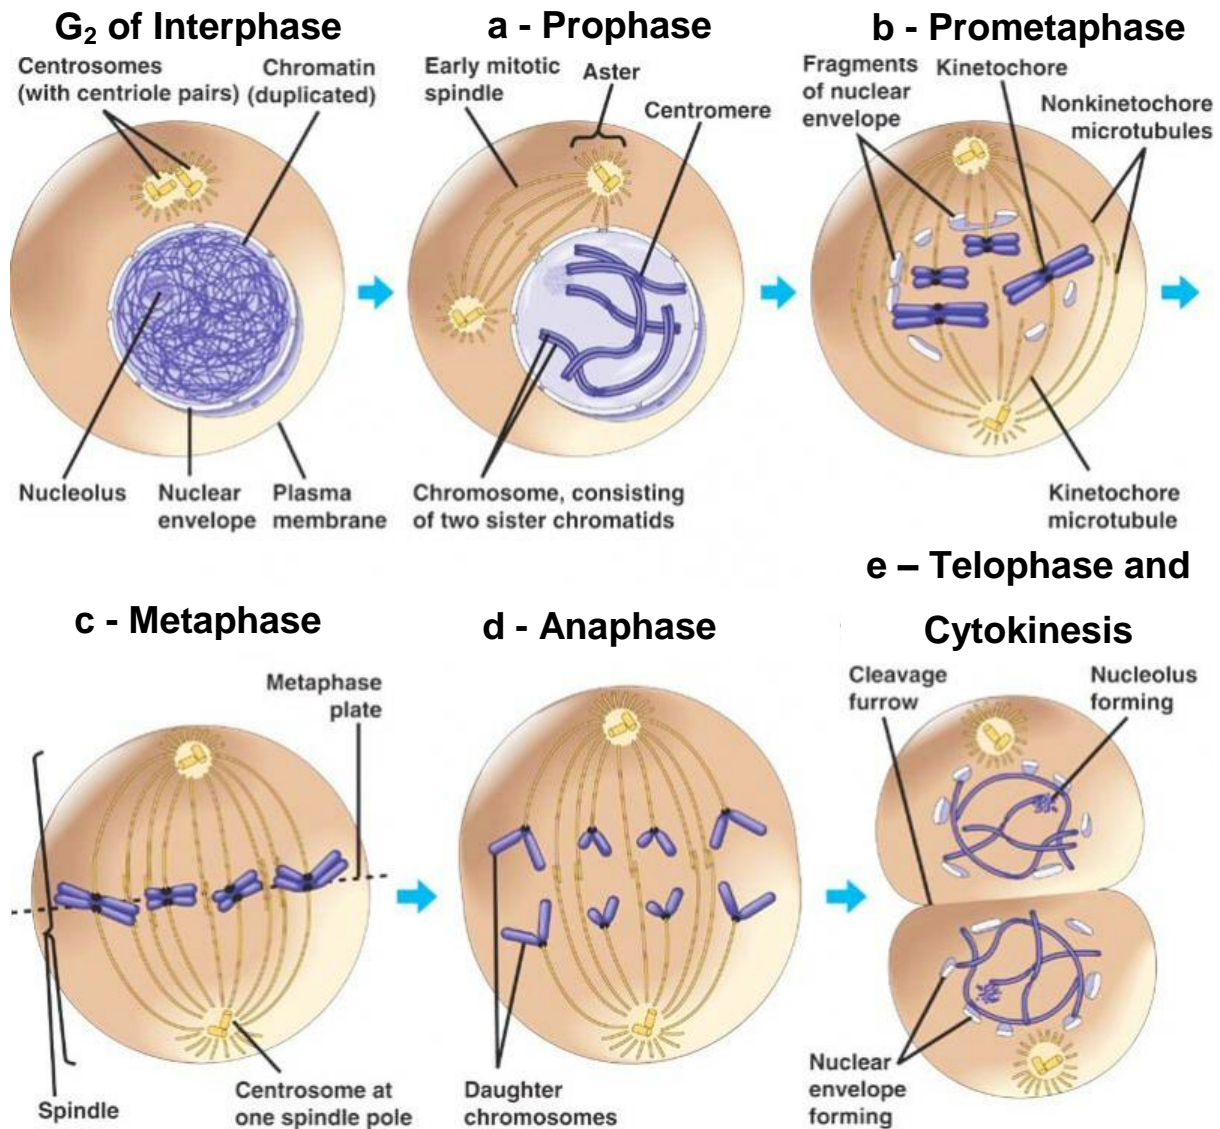 G₂ of Interphase
Centrosomes
(with centriole pairs)
Chromatin
(duplicated)
Nucleolus
Nuclear
envelope
Plasma
membrane
a - Prophase
Early mitotic
spindle
Aster
Centromere
Chromosome, consisting
of two sister chromatids
b - Prometaphase
Fragments
of nuclear
envelope
Kinetochore
Nonkinetochore
microtubules
Kinetochore
microtubule
c - Metaphase
Metaphase
plate
Spindle
Centrosome at
one spindle pole
d - Anaphase
Daughter
chromosomes
e – Telophase and
Cytokinesis
Cleavage
furrow
Nucleolus
forming
Nuclear
envelope
forming